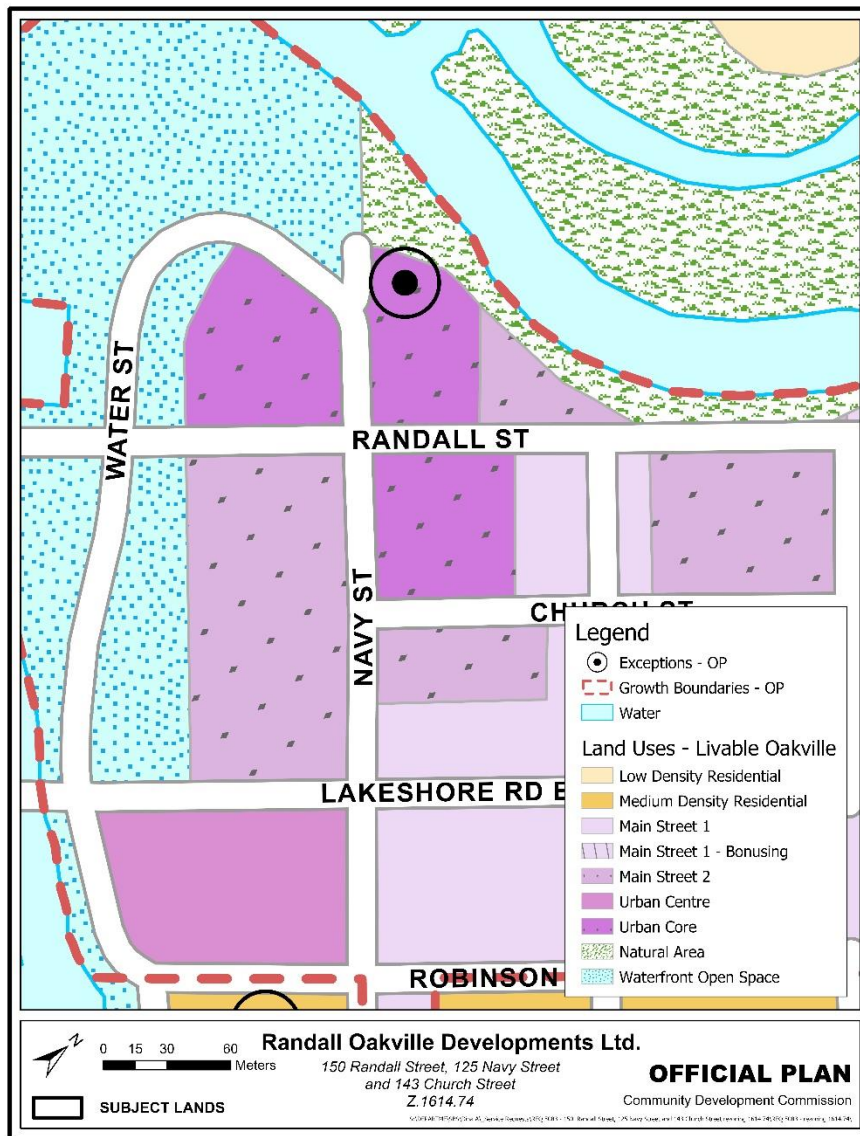 WATER ST
RANDALL ST
NAVY ST
CHURCH ST
LAKESHORE RD E
ROBINSON
Legend
Exceptions - OP
Growth Boundaries - OP
Water
Land Uses - Livable Oakville
Low Density Residential
Medium Density Residential
Main Street 1
Main Street 1 - Bonusing
Main Street 2
Urban Centre
Urban Core
Natural Area
Waterfront Open Space
N
0 15 30 60
Meters
SUBJECT LANDS
Randall Oakville Developments Ltd.
150 Randall Street, 125 Navy Street
and 143 Church Street
Z.1614.74
OFFICIAL PLAN
Community Development Commission